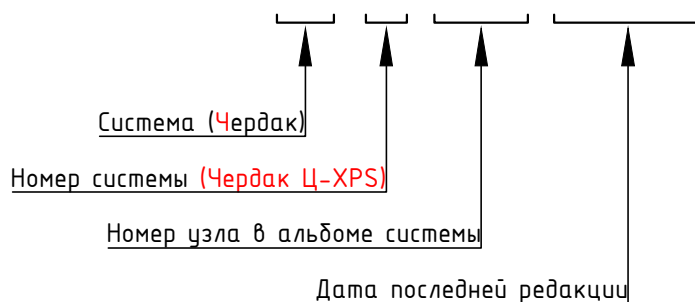 Система (Чердак)
Номер системы (Чердак Ц-XPS)
Номер узла в альбоме системы
Дата последней редакции